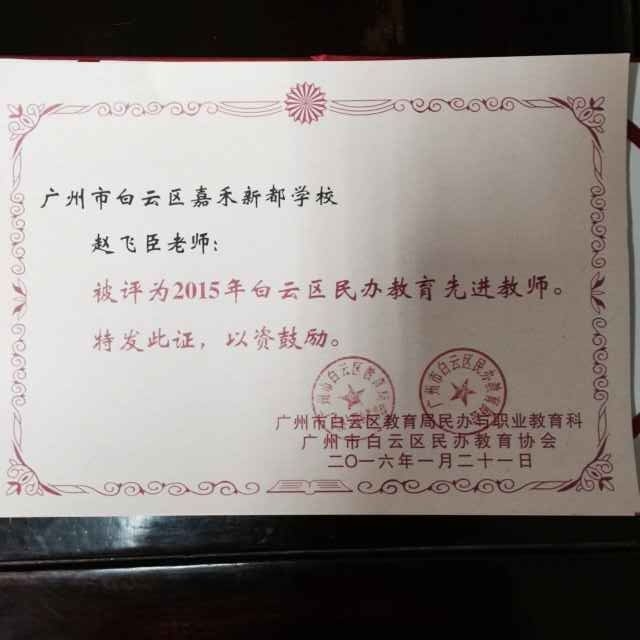 广州市白云区嘉禾新都学校
赵飞臣老师：
被评为2015年白云区民办教育先进教师。
特发此证，以资鼓励。
广州市白云区教育局民办与职业教育科
广州市白云区民办教育协会
二〇一六年一月二十一日